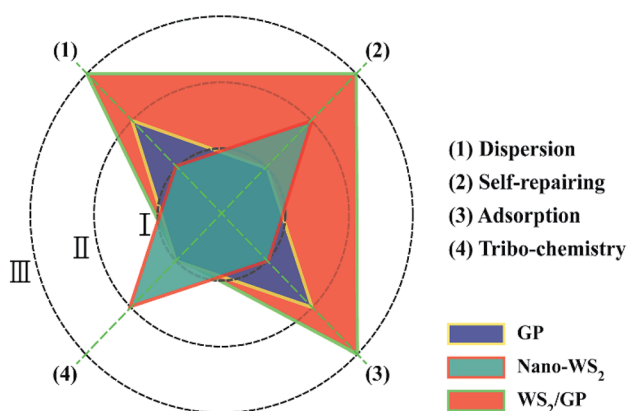 (1)
(2)
(1) Dispersion
(2) Self-repairing
(3) Adsorption
(4) Tribo-chemistry
I
II
III
(4)
(3)
GP
Nano-WS₂
WS₂/GP